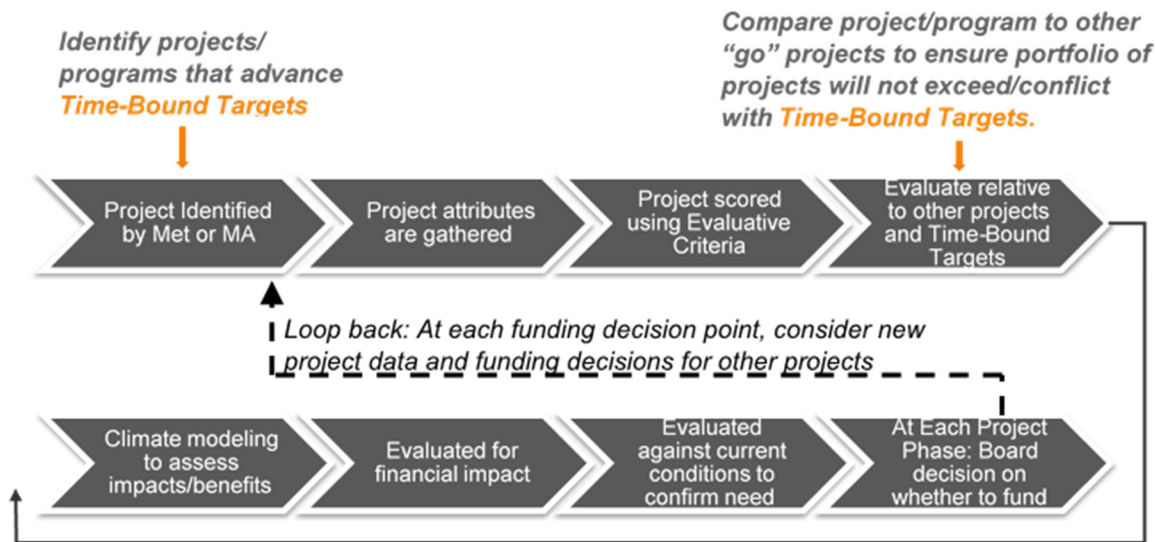 Identify projects/
programs that advance
Time-Bound Targets
Compare project/program to other
“go” projects to ensure portfolio of
projects will not exceed/conflict
with Time-Bound Targets.
Project Identified
by Met or MA
Project attributes
are gathered
Project scored
using Evaluative
Criteria
Evaluate relative
to other projects
and Time-Bound
Targets
Loop back: At each funding decision point, consider new
project data and funding decisions for other projects
Climate modeling
to assess
impacts/benefits
Evaluated for
financial impact
Evaluated
against current
conditions to
confirm need
At Each Project
Phase: Board
decision on
whether to fund